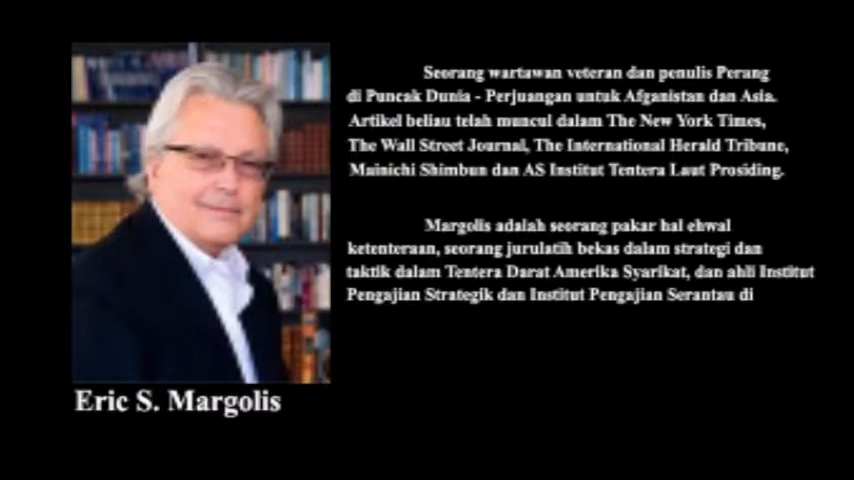 Seorang wartawan veteran dan penulis Perang
di Puncak Dunia - Perjuangan untuk Afganistan dan Asia.
Artikel beliau telah muncul dalam The New York Times,
The Wall Street Journal, The International Herald Tribune,
Mainichi Shimbun dan AS Institut Tentera Laut Prosiding.
Margolis adalah seorang pakar hal ehwal
ketenteraan, seorang jurulatih bekas dalam strategi dan
taktik dalam Tentera Darat Amerika Syarikat, dan ahli Institut
Pengajian Strategik dan Institut Pengajian Serantau di
Eric S. Margolis